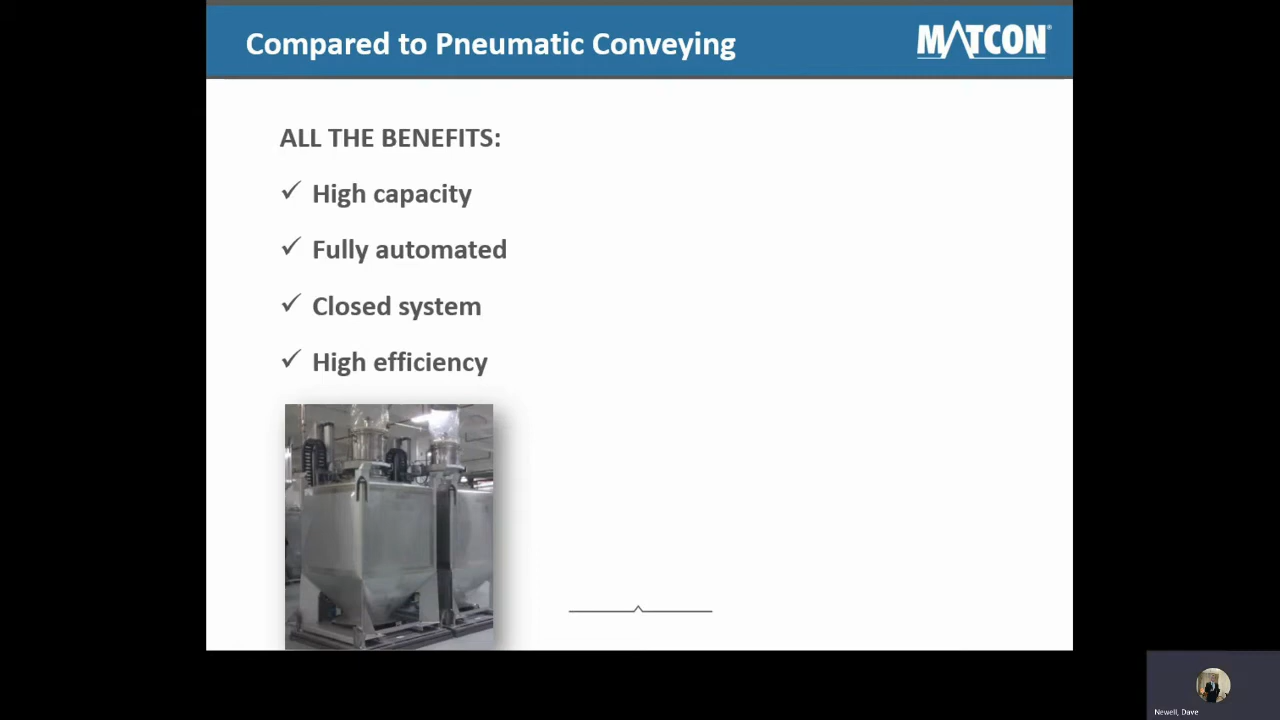 Compared to Pneumatic Conveying
MATCON®
ALL THE BENEFITS:
✓ High capacity
✓ Fully automated
✓ Closed system
✓ High efficiency
Newell, Dave